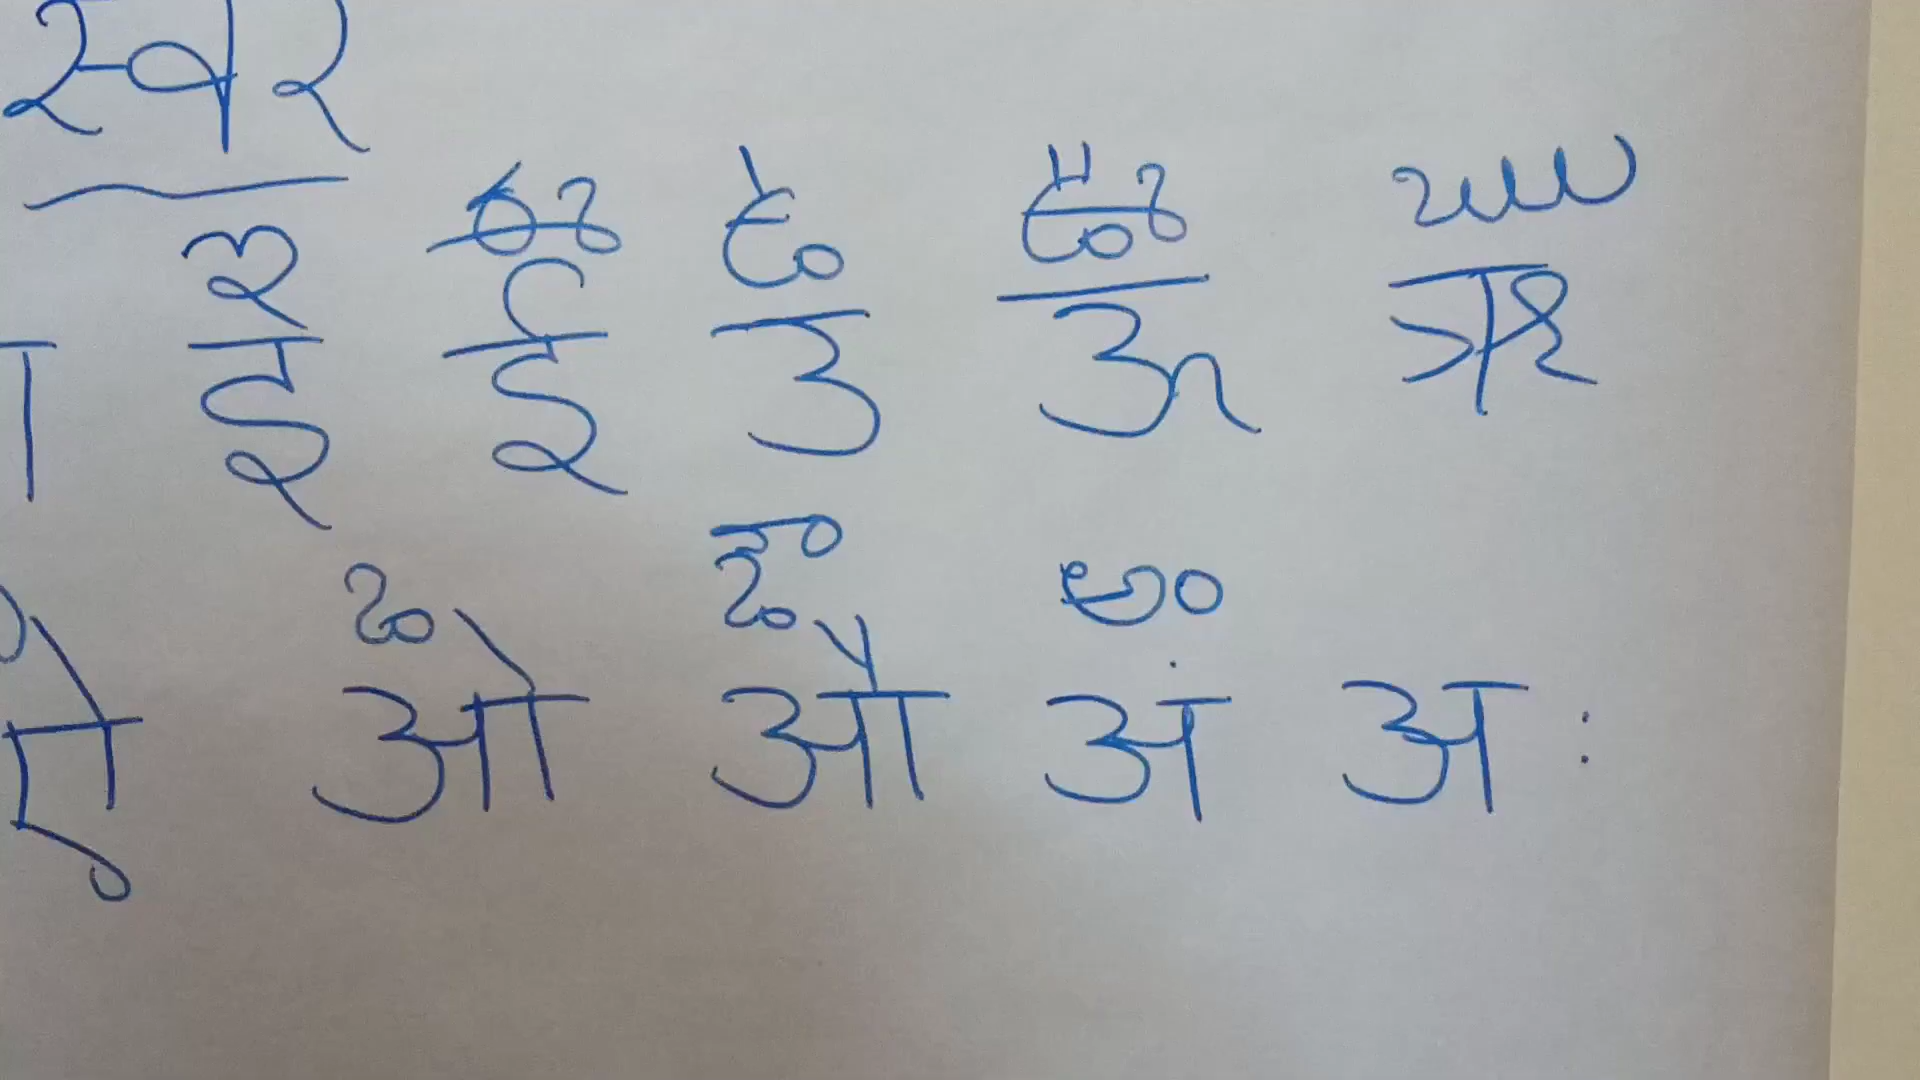 स्वर
ఇ ఈ ఉ ఊ ఋ
इ ई उ ऊ ऋ
ఓ ఔ అం
ऐ ओ औ अं अ: